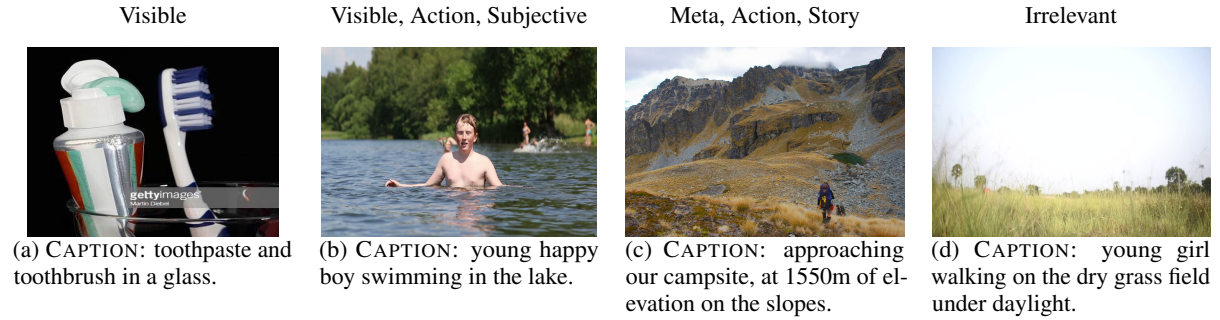 Visible
Visible, Action, Subjective
Meta, Action, Story
Irrelevant
gettyimages
Martin Diebel
(a) CAPTION: toothpaste and
toothbrush in a glass.
(b) CAPTION: young happy
boy swimming in the lake.
(c) CAPTION: approaching
our campsite, at 1550m of el-
evation on the slopes.
(d) CAPTION: young girl
walking on the dry grass field
under daylight.